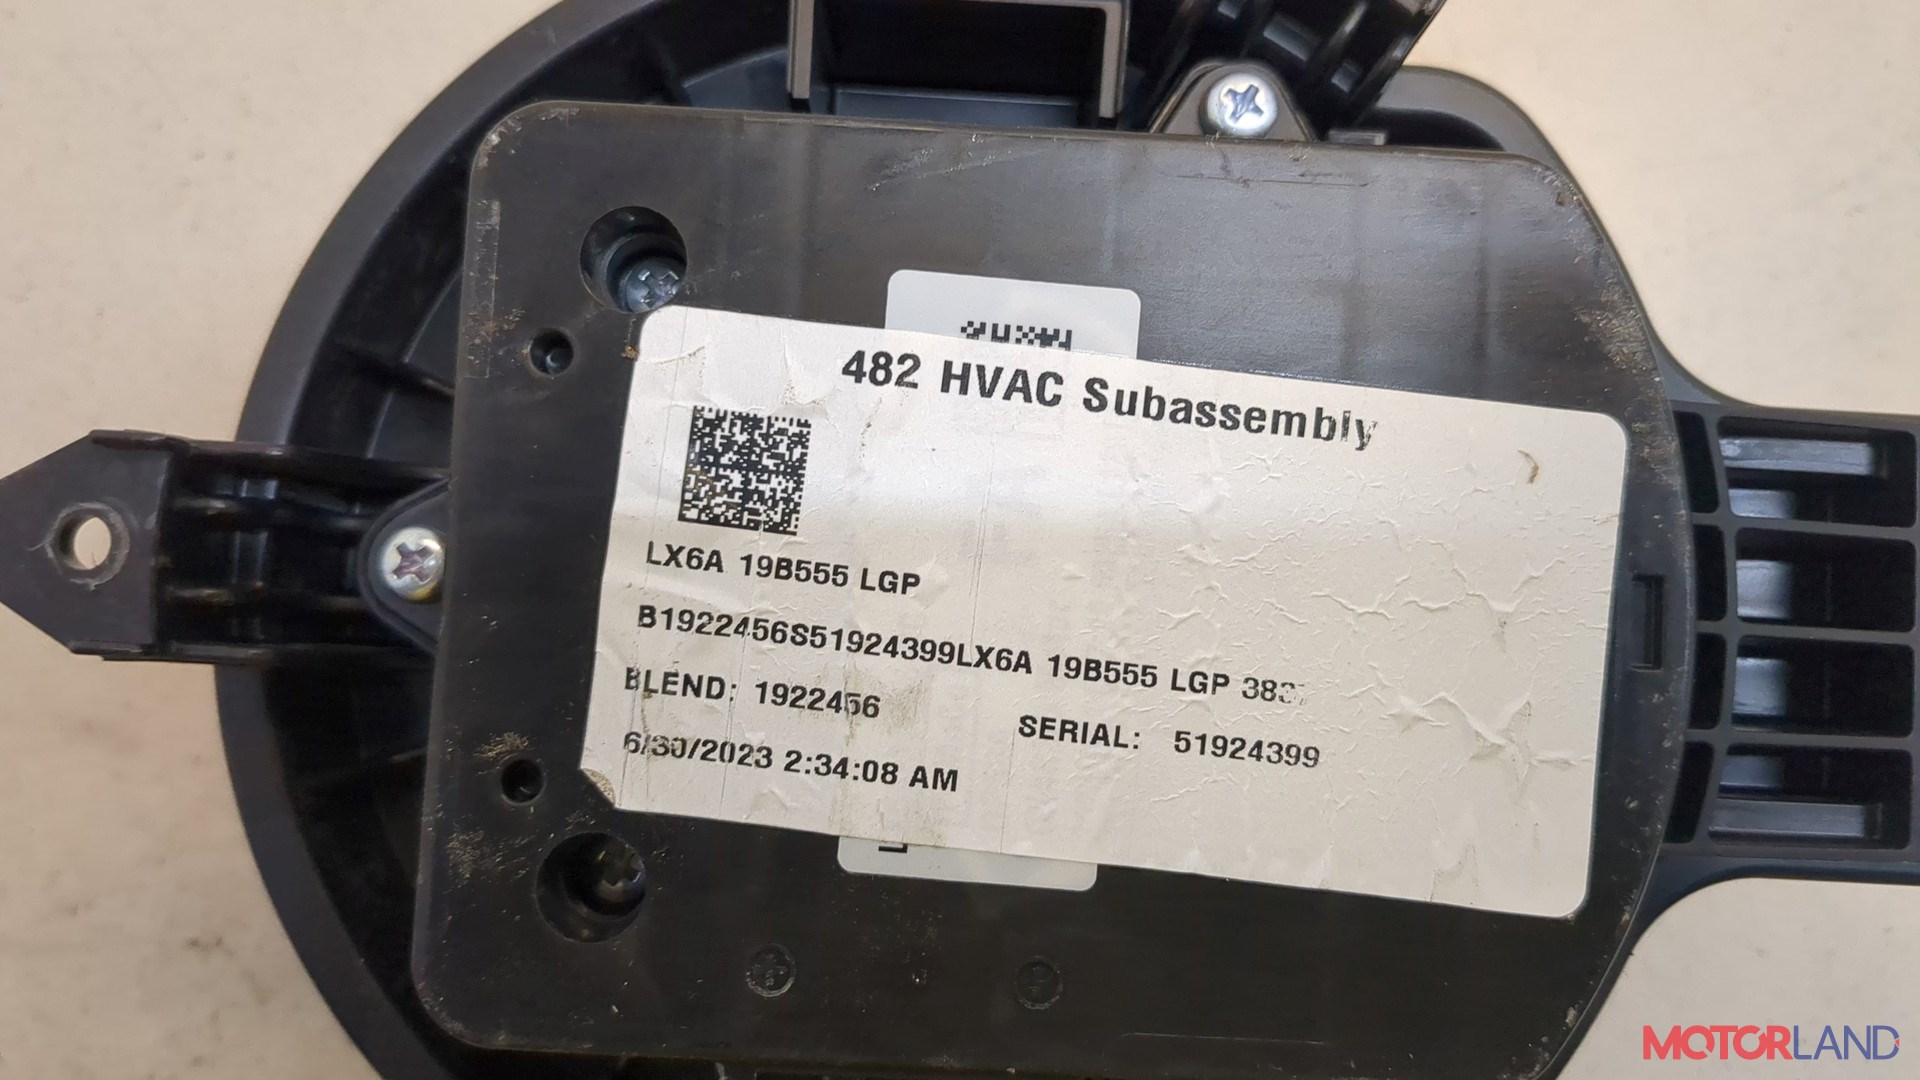 482 HVAC Subassembly
LX6A 19B555 LGP
B1922456S51924399LX6A 19B555 LGP
BLEND: 1922456
SERIAL: 51924399
6/30/2023 2:34:08 AM
MOTORLAND